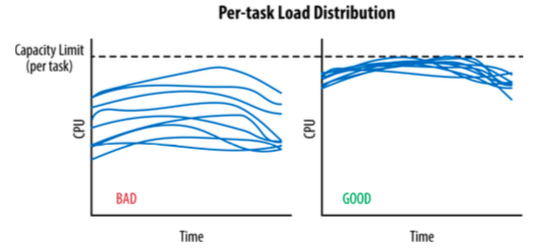 Per-task Load Distribution
Capacity Limit
(per task)
CPU
BAD
Time
CPU
GOOD
Time